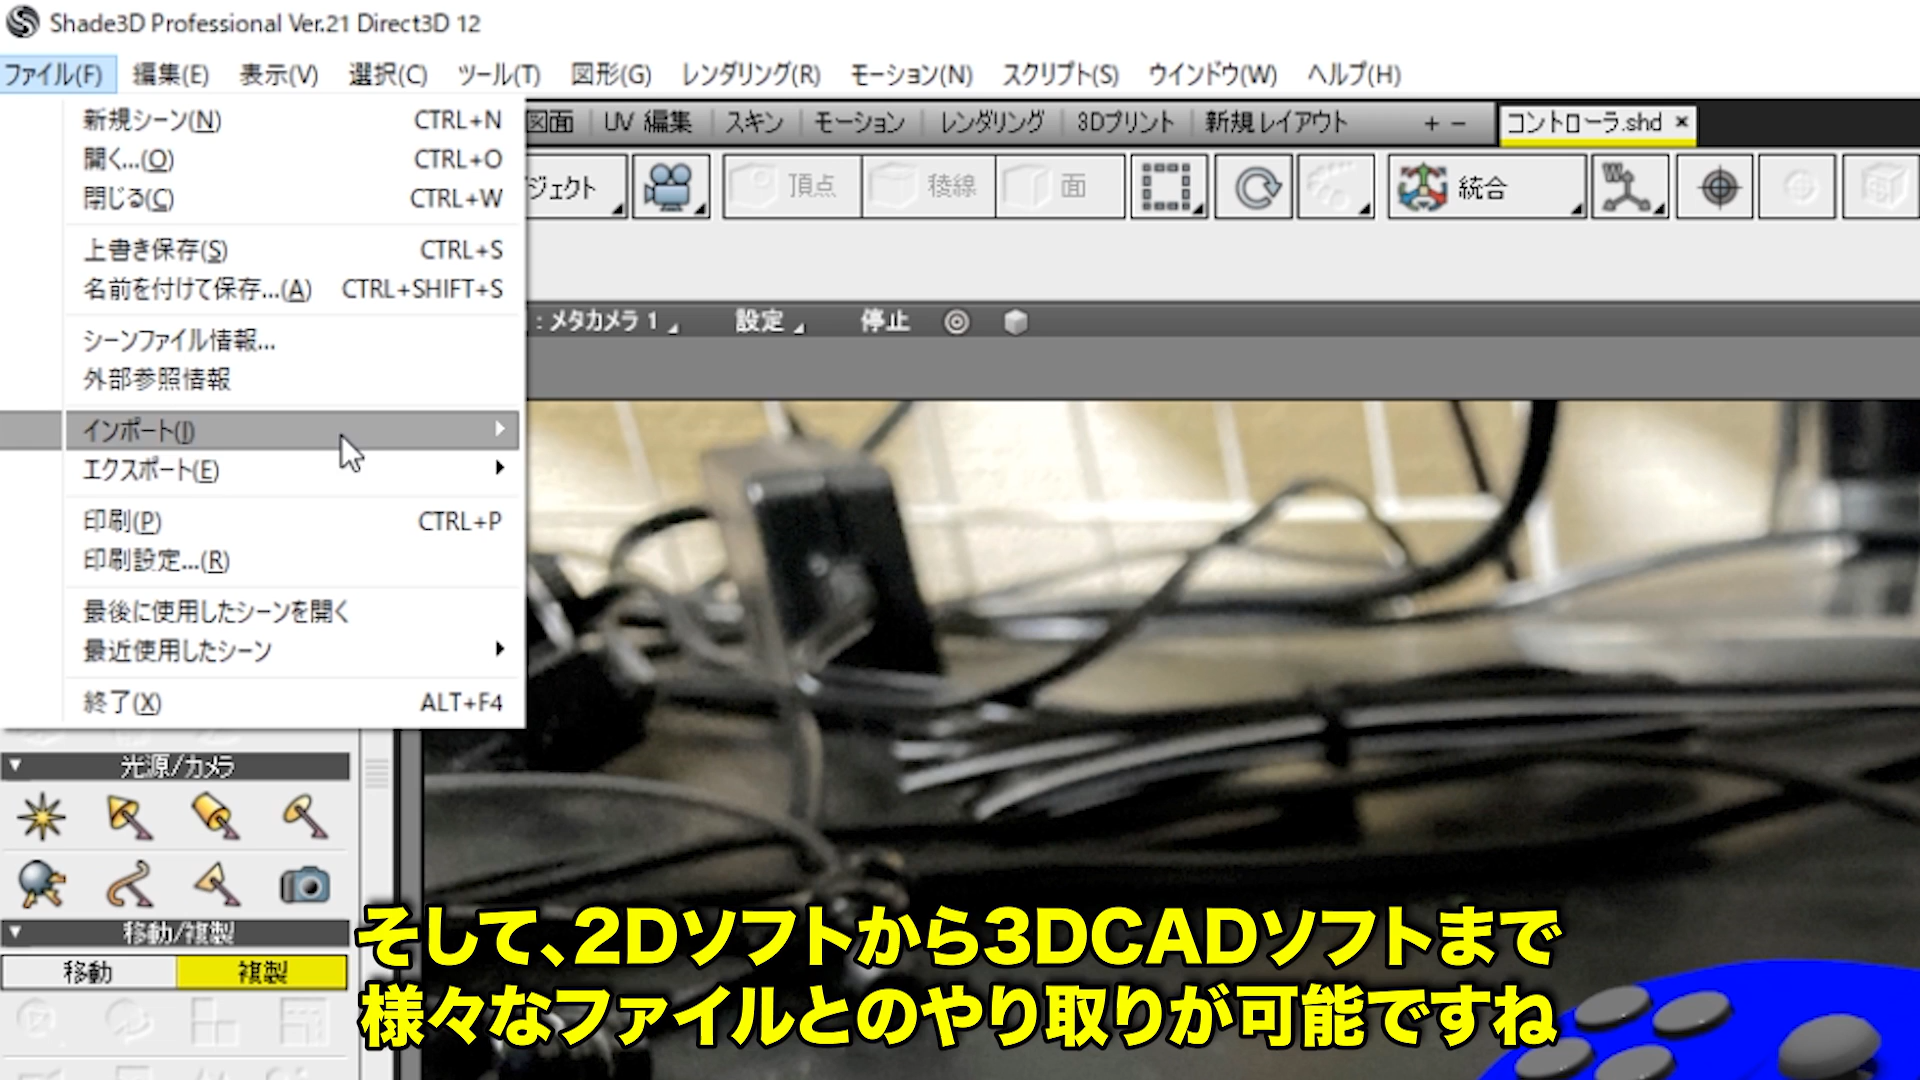 Shade3D Professional Ver.21 Direct3D 12
ファイル(F) 編集(E) 表示(V) 選択(C) ツール(T) 図形(G) レンダリング(R) モーション(N) スクリプト(S) ウインドウ(W) ヘルプ(H)
図面 UV 編集 スキン モーション レンダリング 3Dプリント 新規レイアウト + − コントローラ.shd ×
ジェクト 頂点 稜線 面 統合 W
: メタカメラ 1 設定 停止
新規シーン(N) CTRL+N
開く...(O) CTRL+O
閉じる(C) CTRL+W
上書き保存(S) CTRL+S
名前を付けて保存...(A) CTRL+SHIFT+S
シーンファイル情報...
外部参照情報
インポート(I)
エクスポート(E)
印刷(P) CTRL+P
印刷設定...(R)
最後に使用したシーンを開く
最近使用したシーン
終了(X) ALT+F4
光源/カメラ
移動/複製
移動 複製
そして、2Dソフトから3DCADソフトまで
様々なファイルとのやり取りが可能ですね